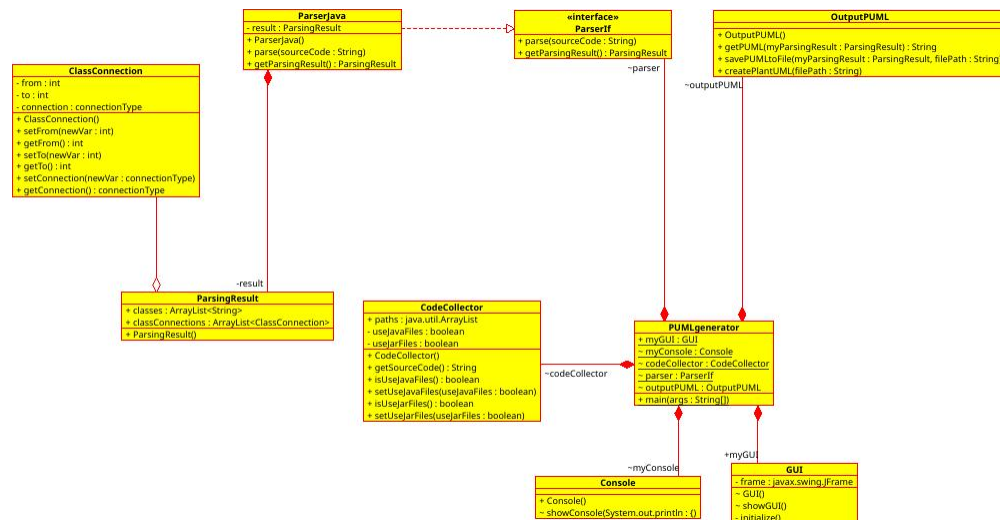 ParserJava
- result : ParsingResult
+ ParserJava()
+ parse(sourceCode : String)
+ getParsingResult() : ParsingResult
«interface»
ParserIf
+ parse(sourceCode : String)
+ getParsingResult() : ParsingResult
OutputPUML
+ OutputPUML()
+ getPUML(myParsingResult : ParsingResult) : String
+ savePUMLtoFile(myParsingResult : ParsingResult, filePath : String)
+ createPlantUML(filePath : String)
ClassConnection
- from : int
- to : int
- connection : connectionType
+ ClassConnection()
+ setFrom(newVar : int)
+ getFrom() : int
+ setTo(newVar : int)
+ getTo() : int
+ setConnection(newVar : connectionType)
+ getConnection() : connectionType
~parser
~outputPUML
-result
ParsingResult
+ classes : ArrayList<String>
+ classConnections : ArrayList<ClassConnection>
+ ParsingResult()
CodeCollector
+ paths : java.util.ArrayList
- useJavaFiles : boolean
- useJarFiles : boolean
+ CodeCollector()
+ getSourceCode() : String
+ isUseJavaFiles() : boolean
+ setUseJavaFiles(useJavaFiles : boolean)
+ isUseJarFiles() : boolean
+ setUseJarFiles(useJarFiles : boolean)
~codeCollector
PUMLgenerator
+ myGUI : GUI
~ myConsole : Console
~ codeCollector : CodeCollector
~ parser : ParserIf
~ outputPUML : OutputPUML
+ main(args : String[])
~myConsole
+myGUI
Console
+ Console()
~ showConsole(System.out.println : ()
GUI
- frame : javax.swing.JFrame
~ GUI()
~ showGUI()
- initialize()